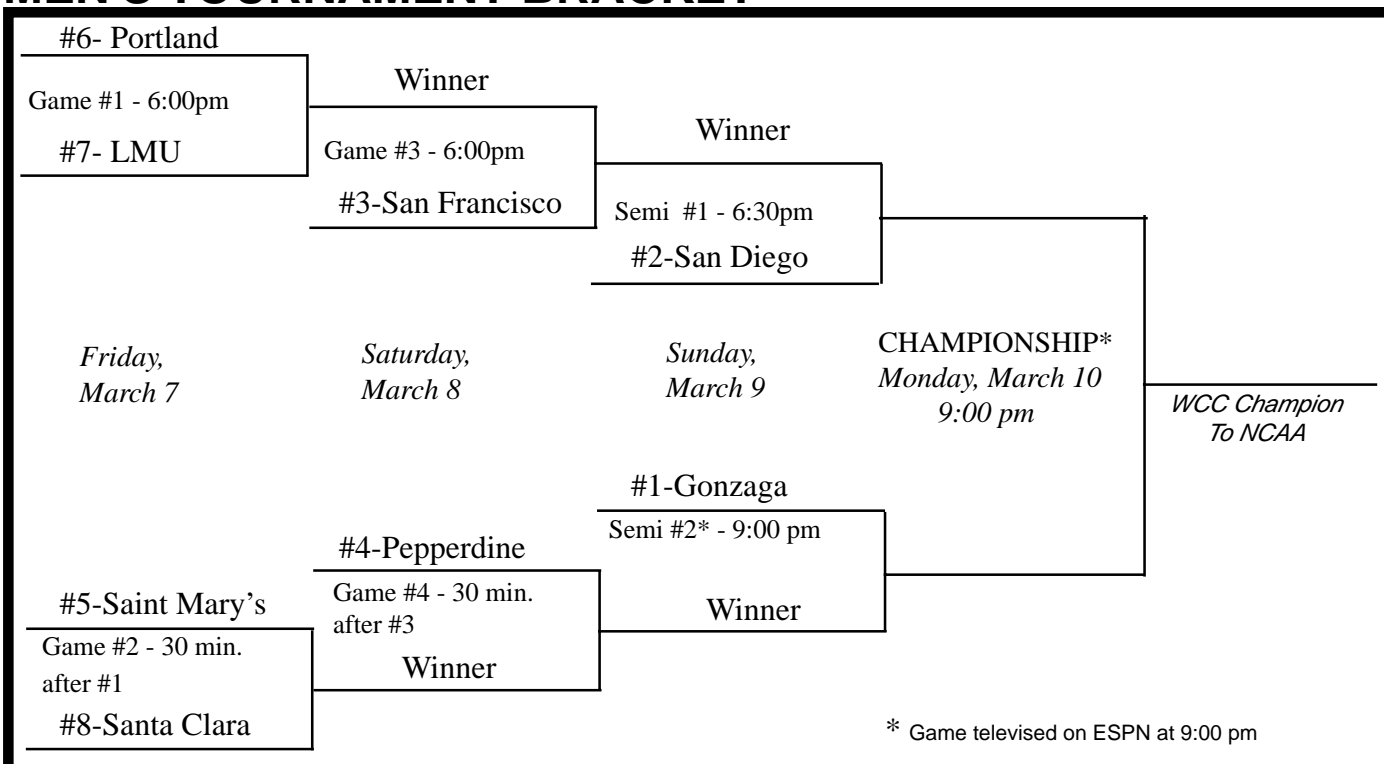 MEN'S TOURNAMENT BRACKET
#6- Portland
Game #1 - 6:00pm
#7- LMU
Winner
Game #3 - 6:00pm
#3-San Francisco
Winner
Semi #1 - 6:30pm
#2-San Diego
Friday,
March 7
Saturday,
March 8
Sunday,
March 9
CHAMPIONSHIP*
Monday, March 10
9:00 pm
WCC Champion
To NCAA
#1-Gonzaga
Semi #2* - 9:00 pm
Winner
#4-Pepperdine
Game #4 - 30 min.
after #3
Winner
#5-Saint Mary’s
Game #2 - 30 min.
after #1
#8-Santa Clara
* Game televised on ESPN at 9:00 pm